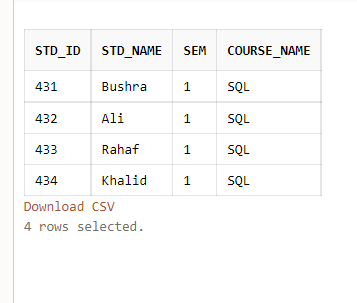 STD_ID STD_NAME SEM COURSE_NAME
431 Bushra 1 SQL
432 Ali 1 SQL
433 Rahaf 1 SQL
434 Khalid 1 SQL
Download CSV
4 rows selected.